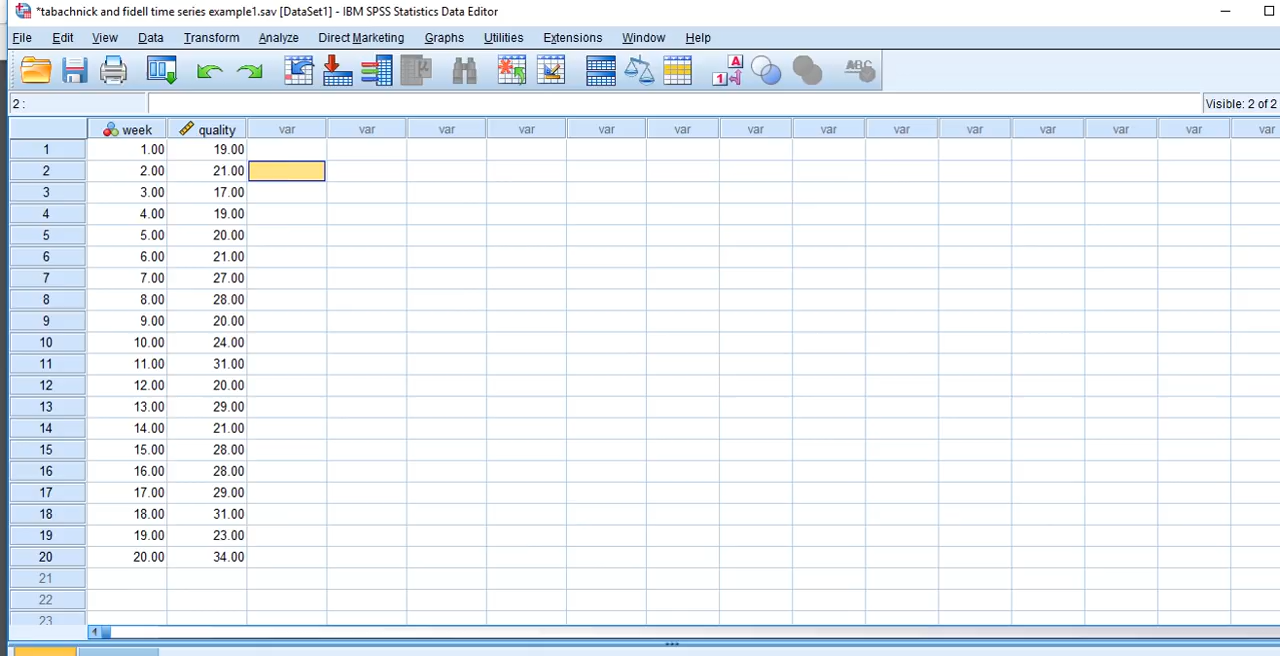 *tabachnick and fidell time series example1.sav [DataSet1] - IBM SPSS Statistics Data Editor
File Edit View Data Transform Analyze Direct Marketing Graphs Utilities Extensions Window Help
A
1
ABC
2 : Visible: 2 of 2
week quality var var var var var var var var var var var var var var
1 1.00 19.00
2 2.00 21.00
3 3.00 17.00
4 4.00 19.00
5 5.00 20.00
6 6.00 21.00
7 7.00 27.00
8 8.00 28.00
9 9.00 20.00
10 10.00 24.00
11 11.00 31.00
12 12.00 20.00
13 13.00 29.00
14 14.00 21.00
15 15.00 28.00
16 16.00 28.00
17 17.00 29.00
18 18.00 31.00
19 19.00 23.00
20 20.00 34.00
21
22
23